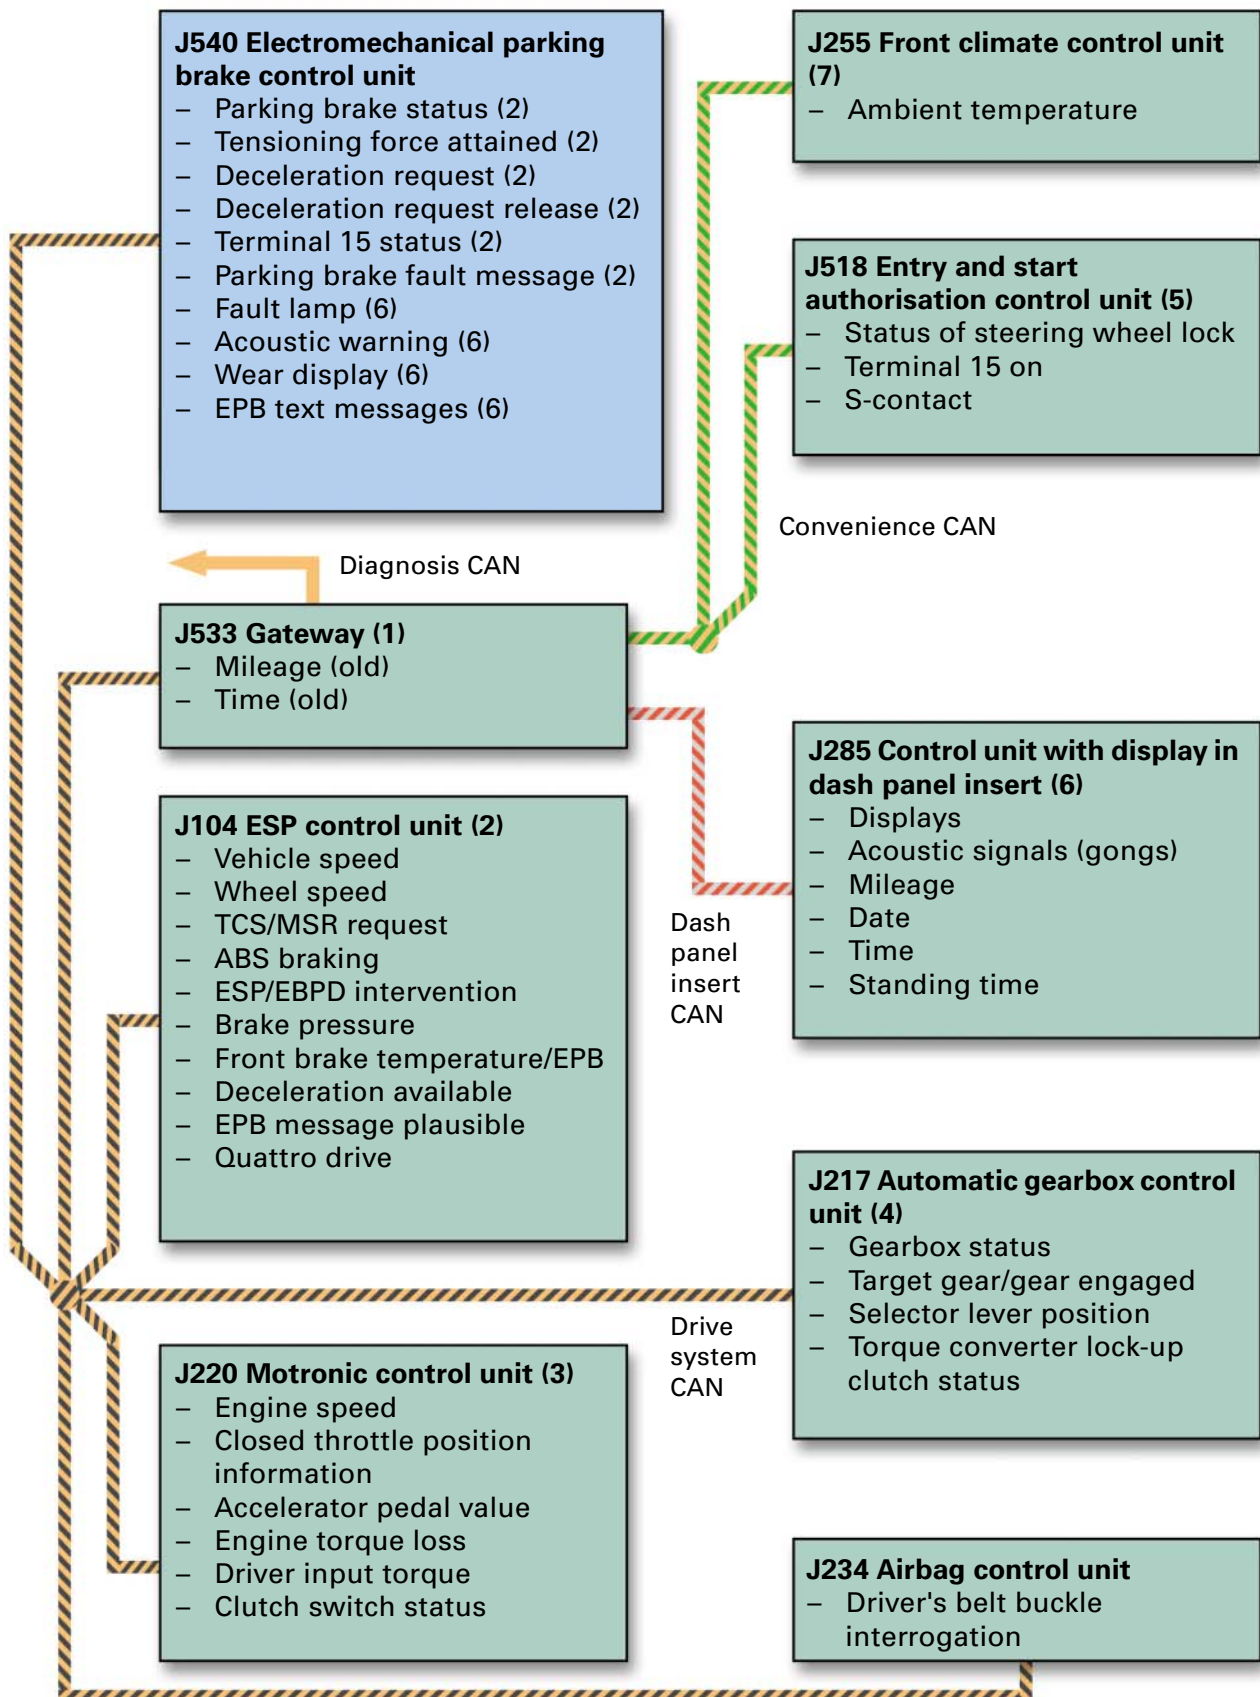 J540 Electromechanical parking
brake control unit
– Parking brake status (2)
– Tensioning force attained (2)
– Deceleration request (2)
– Deceleration request release (2)
– Terminal 15 status (2)
– Parking brake fault message (2)
– Fault lamp (6)
– Acoustic warning (6)
– Wear display (6)
– EPB text messages (6)
J255 Front climate control unit
(7)
– Ambient temperature
J518 Entry and start
authorisation control unit (5)
– Status of steering wheel lock
– Terminal 15 on
– S-contact
Convenience CAN
Diagnosis CAN
J533 Gateway (1)
– Mileage (old)
– Time (old)
J285 Control unit with display in
dash panel insert (6)
– Displays
– Acoustic signals (gongs)
– Mileage
– Date
– Time
– Standing time
Dash
panel
insert
CAN
J104 ESP control unit (2)
– Vehicle speed
– Wheel speed
– TCS/MSR request
– ABS braking
– ESP/EBPD intervention
– Brake pressure
– Front brake temperature/EPB
– Deceleration available
– EPB message plausible
– Quattro drive
J217 Automatic gearbox control
unit (4)
– Gearbox status
– Target gear/gear engaged
– Selector lever position
– Torque converter lock-up
clutch status
Drive
system
CAN
J220 Motronic control unit (3)
– Engine speed
– Closed throttle position
information
– Accelerator pedal value
– Engine torque loss
– Driver input torque
– Clutch switch status
J234 Airbag control unit
– Driver's belt buckle
interrogation